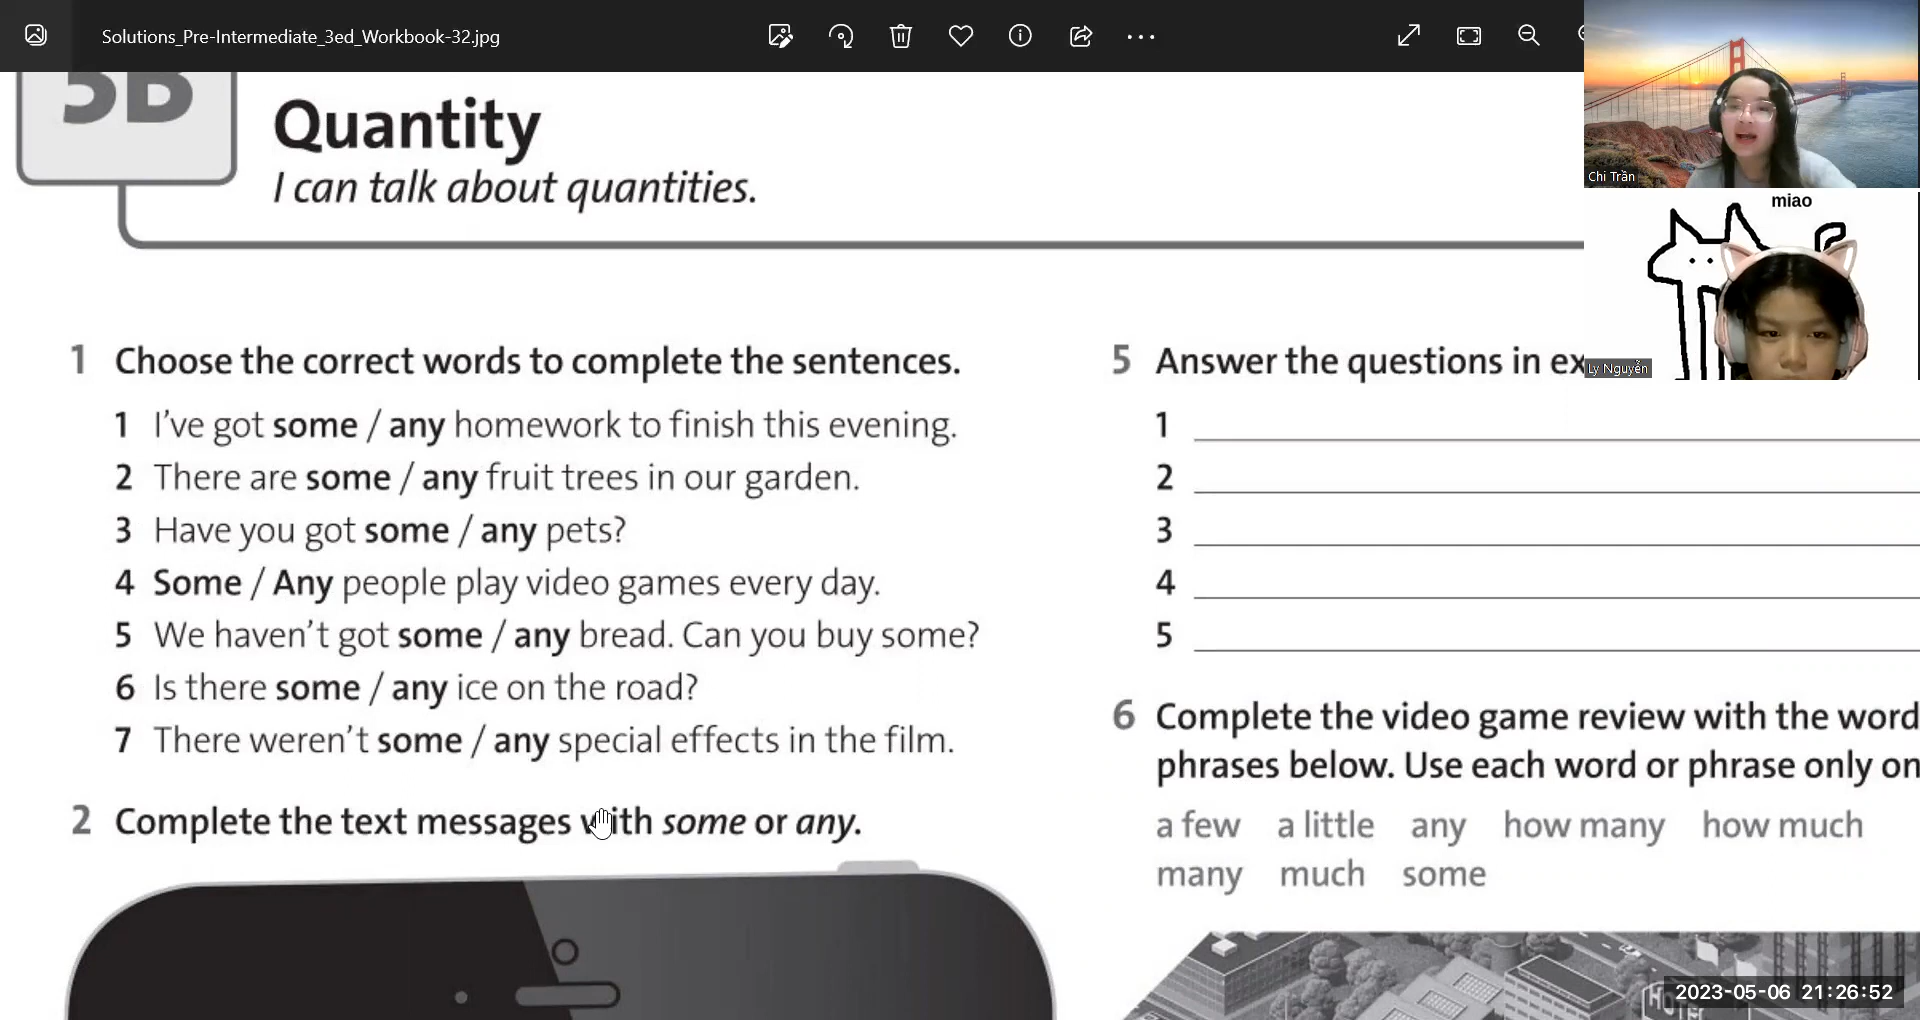 Solutions_Pre-Intermediate_3ed_Workbook-32.jpg
Chi Trần
miao
Ly Nguyễn
Quantity
I can talk about quantities.
1 Choose the correct words to complete the sentences.
1 I've got some / any homework to finish this evening.
2 There are some / any fruit trees in our garden.
3 Have you got some / any pets?
4 Some / Any people play video games every day.
5 We haven't got some / any bread. Can you buy some?
6 Is there some / any ice on the road?
7 There weren't some / any special effects in the film.
2 Complete the text messages with some or any.
5 Answer the questions in ex
1
2
3
4
5
6 Complete the video game review with the word
phrases below. Use each word or phrase only on
a few a little any how many how much
many much some
2023-05-06 21:26:52